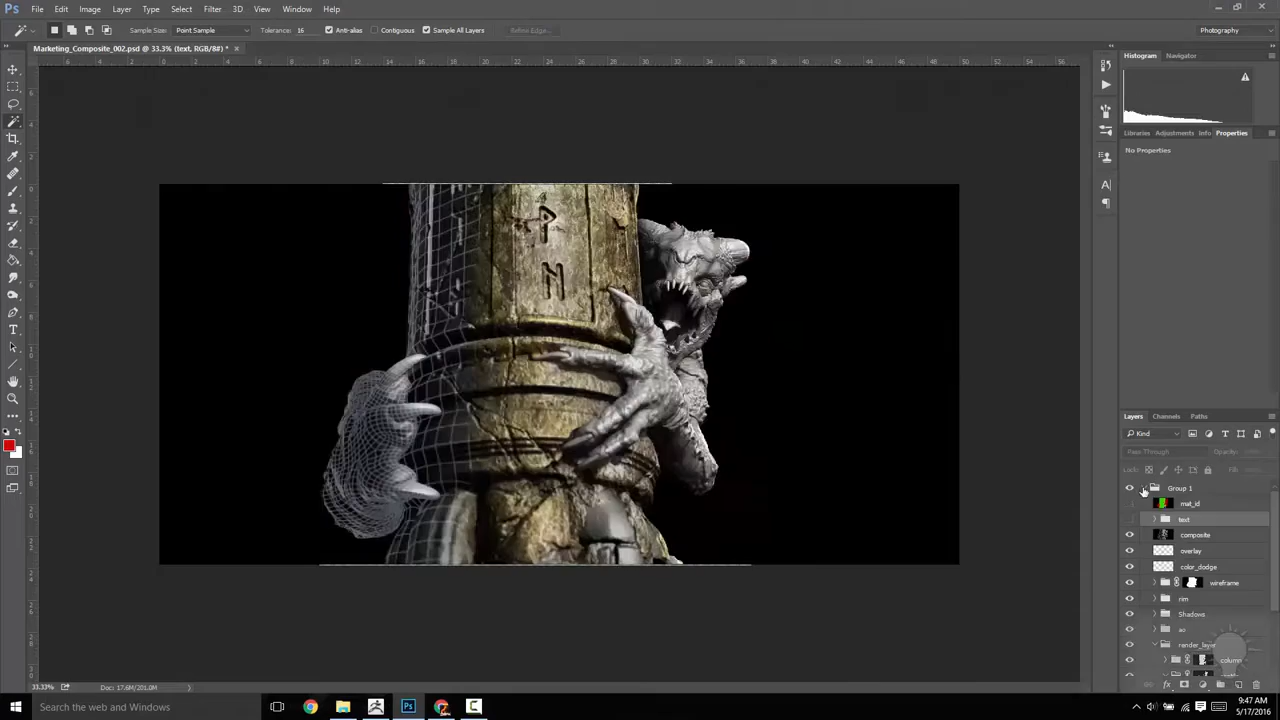 Ps File Edit Image Layer Type Select Filter 3D View Window Help
Sample Size: Point Sample Tolerance: 16 Anti-alias Contiguous Sample All Layers Refine Edge... Photography
Marketing_Composite_002.psd @ 33.3% (text, RGB/8#) *
Histogram Navigator
Libraries Adjustments Info Properties
No Properties
Layers Channels Paths
Kind
Pass Through Opacity:
Lock: Fill:
Group 1
mat_id
text
composite
overlay
color_dodge
wireframe
rim
Shadows
ao
render_layer
column
33.33% Doc: 17.6M/201.0M
Search the web and Windows
9:47 AM
5/17/2016